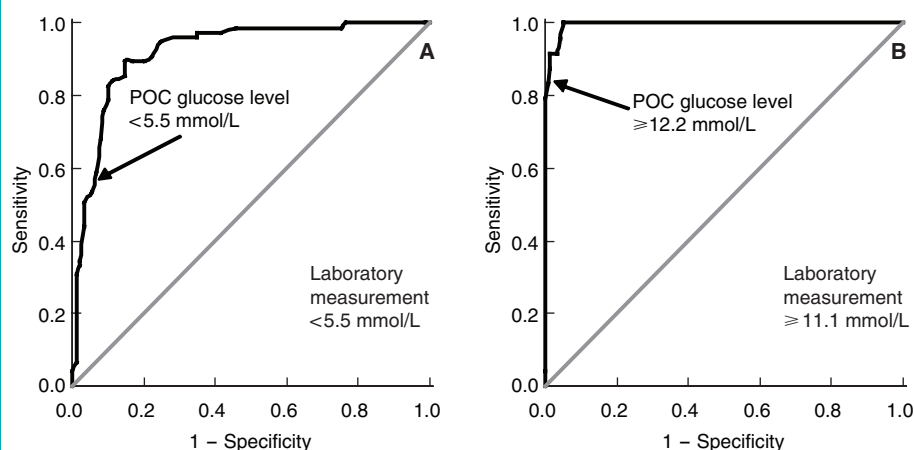 A
1.0
0.8
0.6
0.4
0.2
0.0
Sensitivity
POC glucose level
<5.5 mmol/L
Laboratory
measurement
<5.5 mmol/L
0.0 0.2 0.4 0.6 0.8 1.0
1 – Specificity
B
1.0
0.8
0.6
0.4
0.2
0.0
Sensitivity
POC glucose level
⩾12.2 mmol/L
Laboratory
measurement
⩾11.1 mmol/L
0.0 0.2 0.4 0.6 0.8 1.0
1 – Specificity